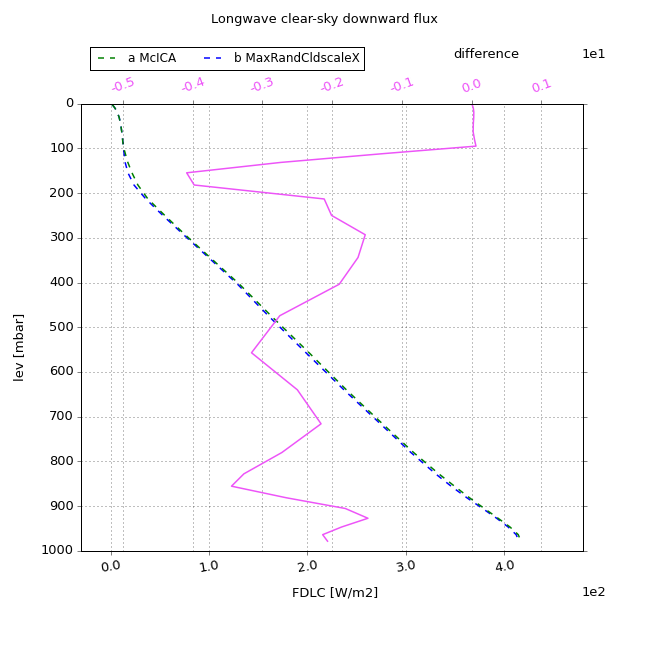 Longwave clear-sky downward flux
a McICA b MaxRandCldscaleX difference 1e1
-0.5 -0.4 -0.3 -0.2 -0.1 0.0 0.1
0
100
200
300
400
500
600
700
800
900
1000
lev [mbar]
0.0 1.0 2.0 3.0 4.0
FDLC [W/m2] 1e2